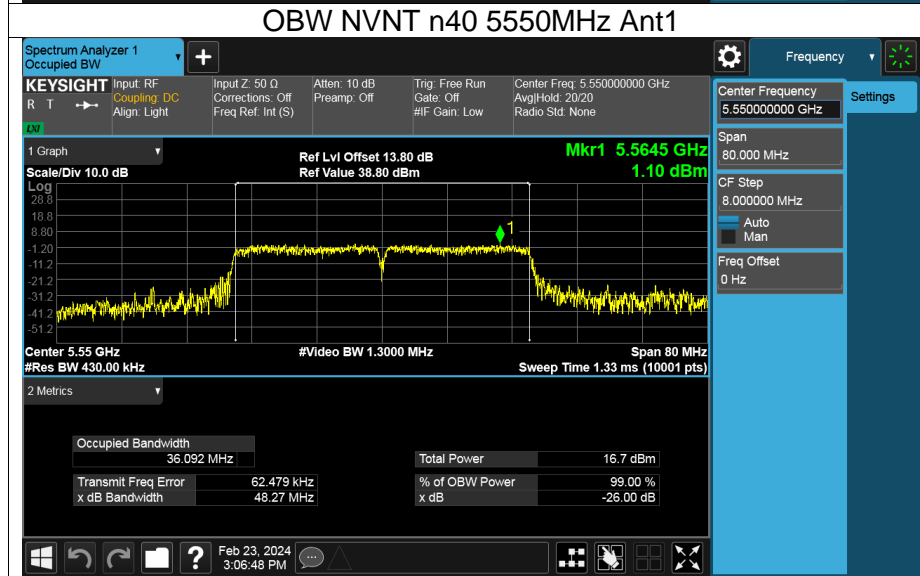 OBW NVNT n40 5550MHz Ant1
Spectrum Analyzer 1
Occupied BW
+
Frequency
KEYSIGHT
R T
LXI
Input: RF
Coupling: DC
Align: Light
Input Z: 50 Ω
Corrections: Off
Freq Ref: Int (S)
Atten: 10 dB
Preamp: Off
Trig: Free Run
Gate: Off
#IF Gain: Low
Center Freq: 5.550000000 GHz
Avg|Hold: 20/20
Radio Std: None
Center Frequency
5.550000000 GHz
Settings
Span
80.000 MHz
CF Step
8.000000 MHz
Auto
Man
Freq Offset
0 Hz
1 Graph
Scale/Div 10.0 dB
Ref Lvl Offset 13.80 dB
Ref Value 38.80 dBm
Mkr1 5.5645 GHz
1.10 dBm
Log
28.8
18.8
8.80
-1.20
-11.2
-21.2
-31.2
-41.2
-51.2
1
Center 5.55 GHz
#Res BW 430.00 kHz
#Video BW 1.3000 MHz
Span 80 MHz
Sweep Time 1.33 ms (10001 pts)
2 Metrics
Occupied Bandwidth
36.092 MHz
Transmit Freq Error 62.479 kHz
x dB Bandwidth 48.27 MHz
Total Power 16.7 dBm
% of OBW Power 99.00 %
x dB -26.00 dB
?
Feb 23, 2024
3:06:48 PM